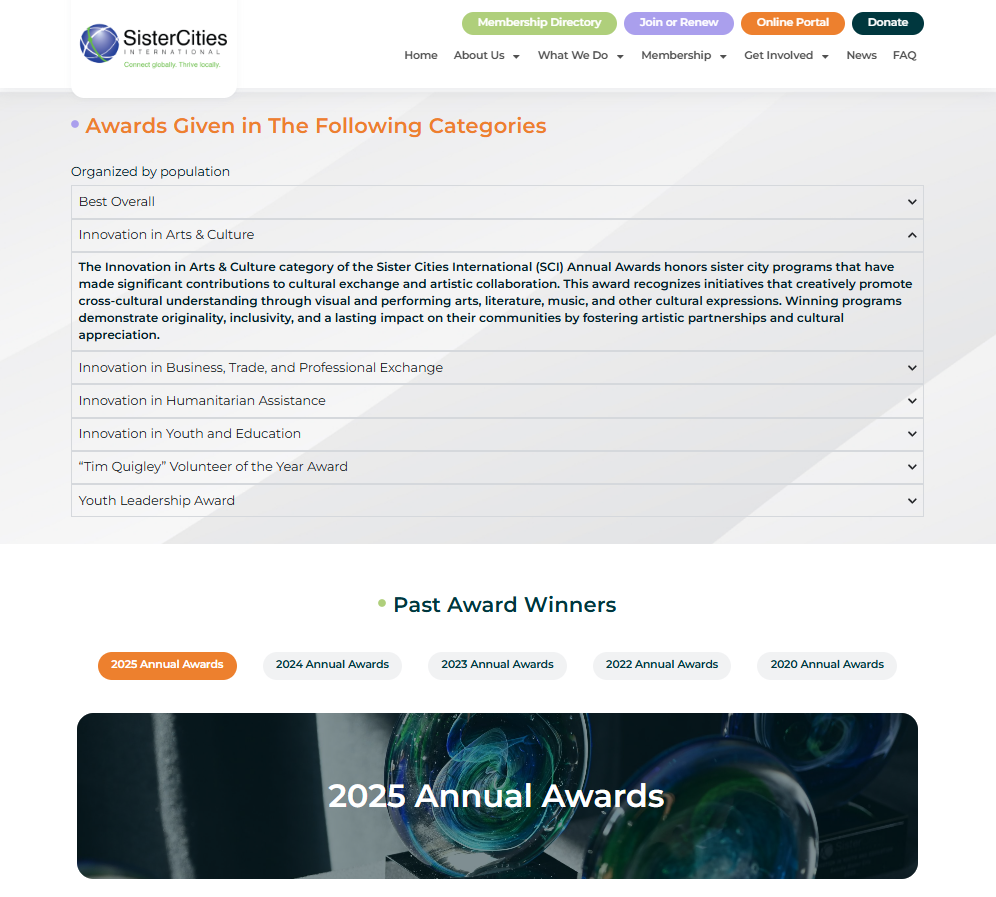 Membership Directory
Join or Renew
Online Portal
Donate
SisterCities
INTERNATIONAL
Connect globally. Thrive locally.
Home
About Us
What We Do
Membership
Get Involved
News
FAQ
Awards Given in The Following Categories
Organized by population
Best Overall
Innovation in Arts & Culture
The Innovation in Arts & Culture category of the Sister Cities International (SCI) Annual Awards honors sister city programs that have
made significant contributions to cultural exchange and artistic collaboration. This award recognizes initiatives that creatively promote
cross-cultural understanding through visual and performing arts, literature, music, and other cultural expressions. Winning programs
demonstrate originality, inclusivity, and a lasting impact on their communities by fostering artistic partnerships and cultural
appreciation.
Innovation in Business, Trade, and Professional Exchange
Innovation in Humanitarian Assistance
Innovation in Youth and Education
“Tim Quigley” Volunteer of the Year Award
Youth Leadership Award
Past Award Winners
2025 Annual Awards
2024 Annual Awards
2023 Annual Awards
2022 Annual Awards
2020 Annual Awards
2025 Annual Awards